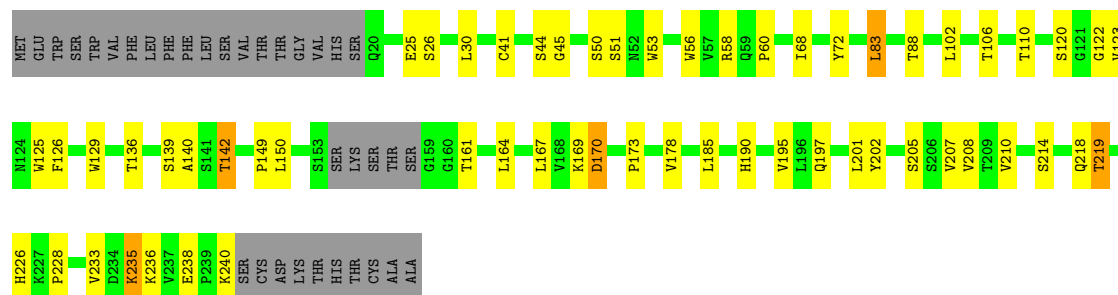 MET GLU TRP SER TRP VAL PHE LEU PHE PHE LEU SER VAL THR THR GLY VAL HIS SER Q20 E25 S26 L30 C41 S44 G45 S50 S51 N52 W53 W56 V57 R58 Q59 P60 I68 Y72 L83 T88 L102 T106 T110 S120 G121 G122
N124 W125 F126 W129 T136 S139 A140 S141 T142 P149 L150 S153 SER LYS SER THR SER G159 G160 T161 L164 L167 V168 K169 D170 P173 V178 L185 H190 V195 L196 Q197 L201 Y202 S205 S206 V207 V208 T209 V210 S214 Q218 T219
H226 K227 P228 V233 D234 K235 K236 V237 E238 P239 K240 SER CYS ASP LYS THR HIS THR CYS ALA ALA